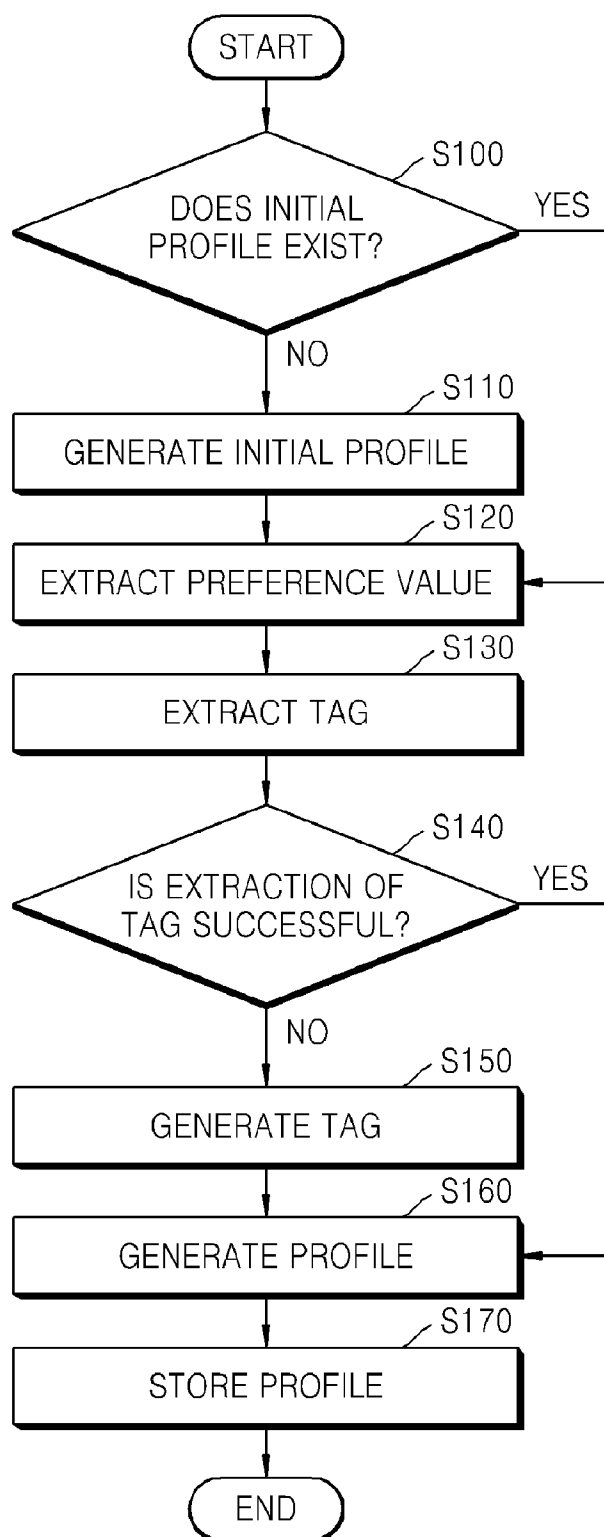 START
S100
DOES INITIAL
PROFILE EXIST?
YES
NO
S110
GENERATE INITIAL PROFILE
S120
EXTRACT PREFERENCE VALUE
S130
EXTRACT TAG
S140
IS EXTRACTION OF
TAG SUCCESSFUL?
YES
NO
S150
GENERATE TAG
S160
GENERATE PROFILE
S170
STORE PROFILE
END